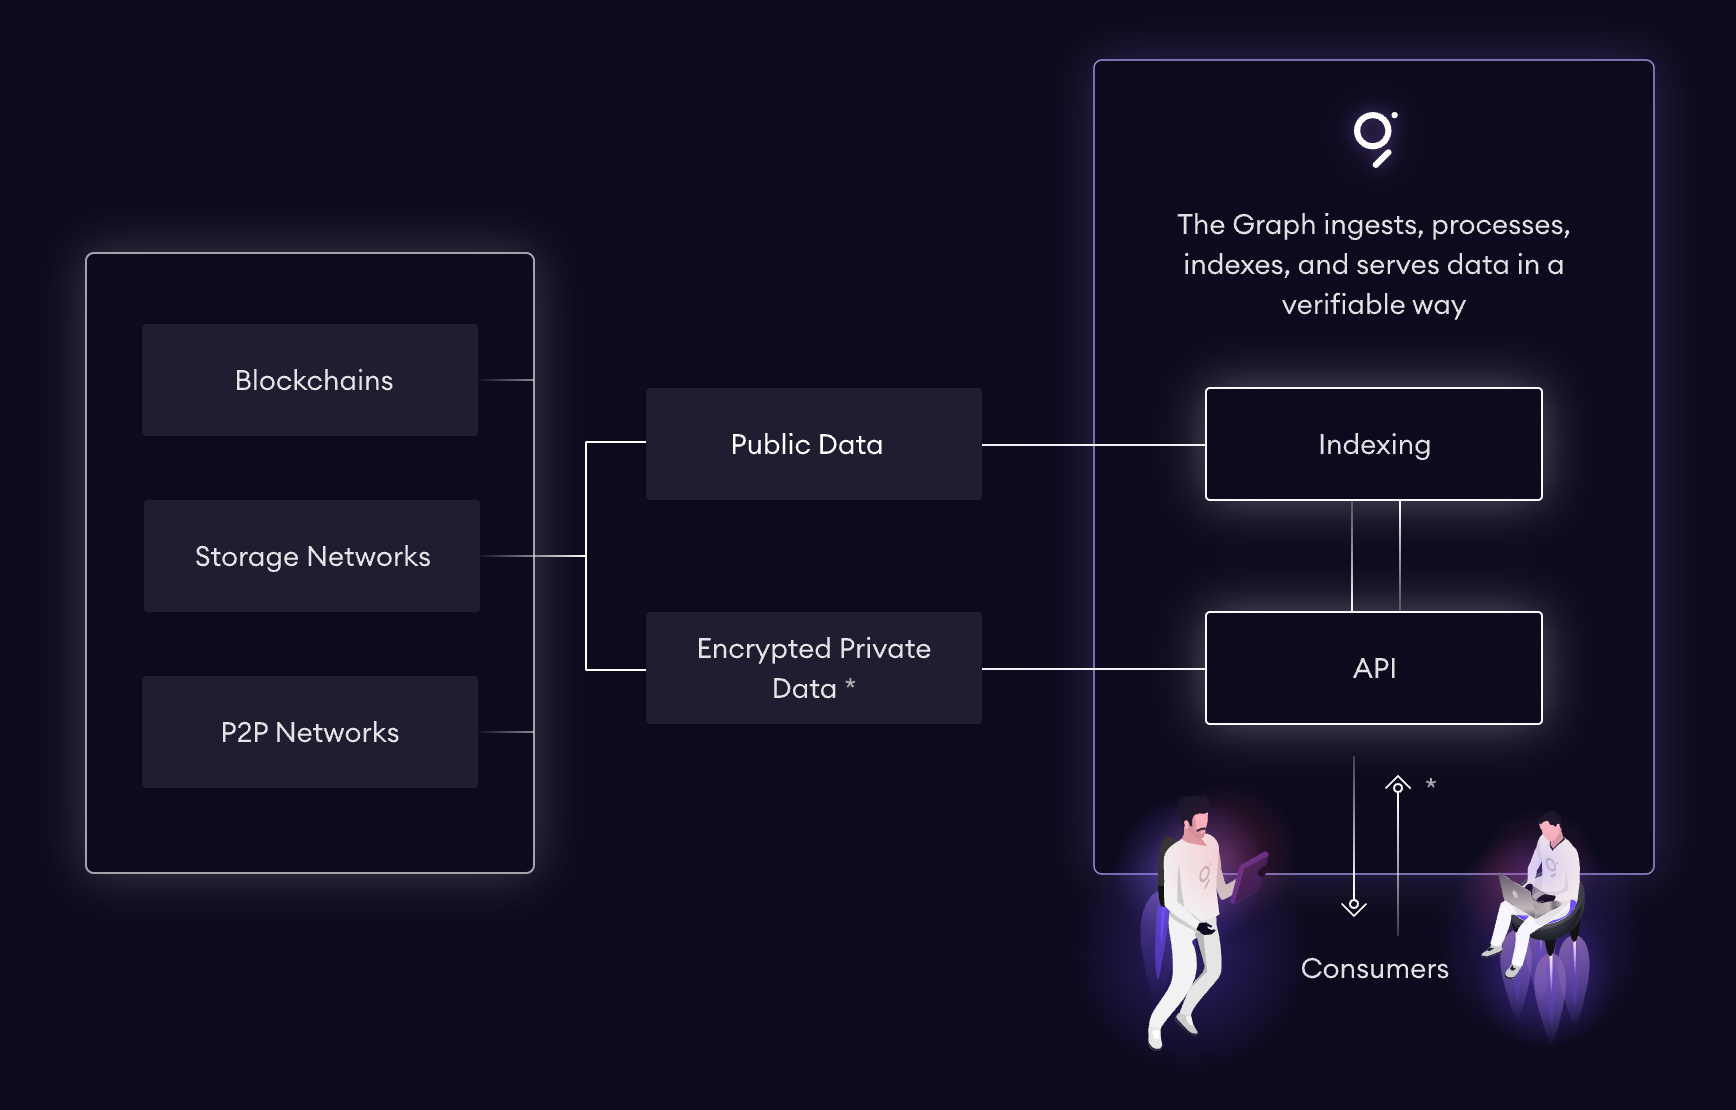 The Graph ingests, processes,
indexes, and serves data in a
verifiable way
Blockchains
Storage Networks
P2P Networks
Public Data
Encrypted Private
Data *
Indexing
API
*
Consumers